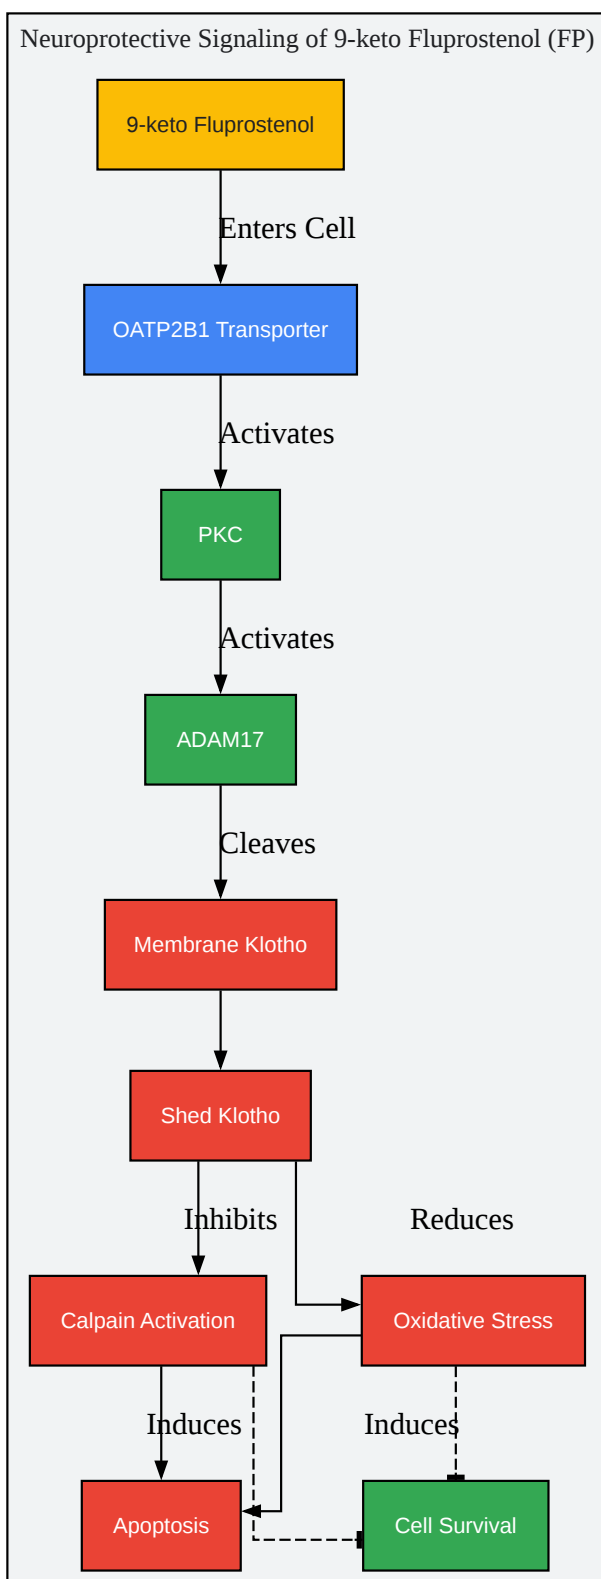 Neuroprotective Signaling of 9-keto Fluprostenol (FP)
9-keto Fluprostenol
Enters Cell
OATP2B1 Transporter
Activates
PKC
Activates
ADAM17
Cleaves
Membrane Klotho
Shed Klotho
Inhibits
Reduces
Calpain Activation
Oxidative Stress
Induces
Induces
Apoptosis
Cell Survival